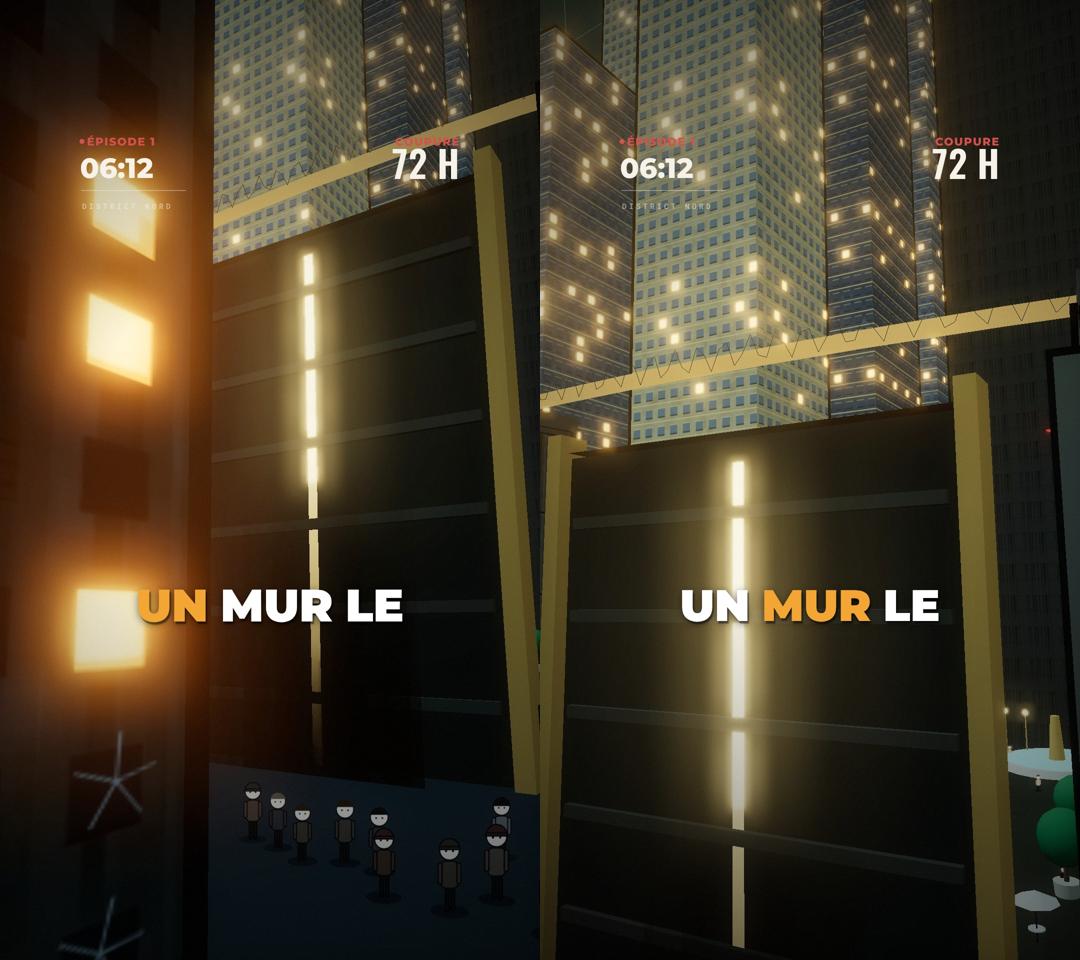 •ÉPISODE 1
06:12
DISTRICT NORD
COUPURE
72 H
UN MUR LE
•ÉPISODE 1
06:12
DISTRICT NORD
COUPURE
72 H
UN MUR LE